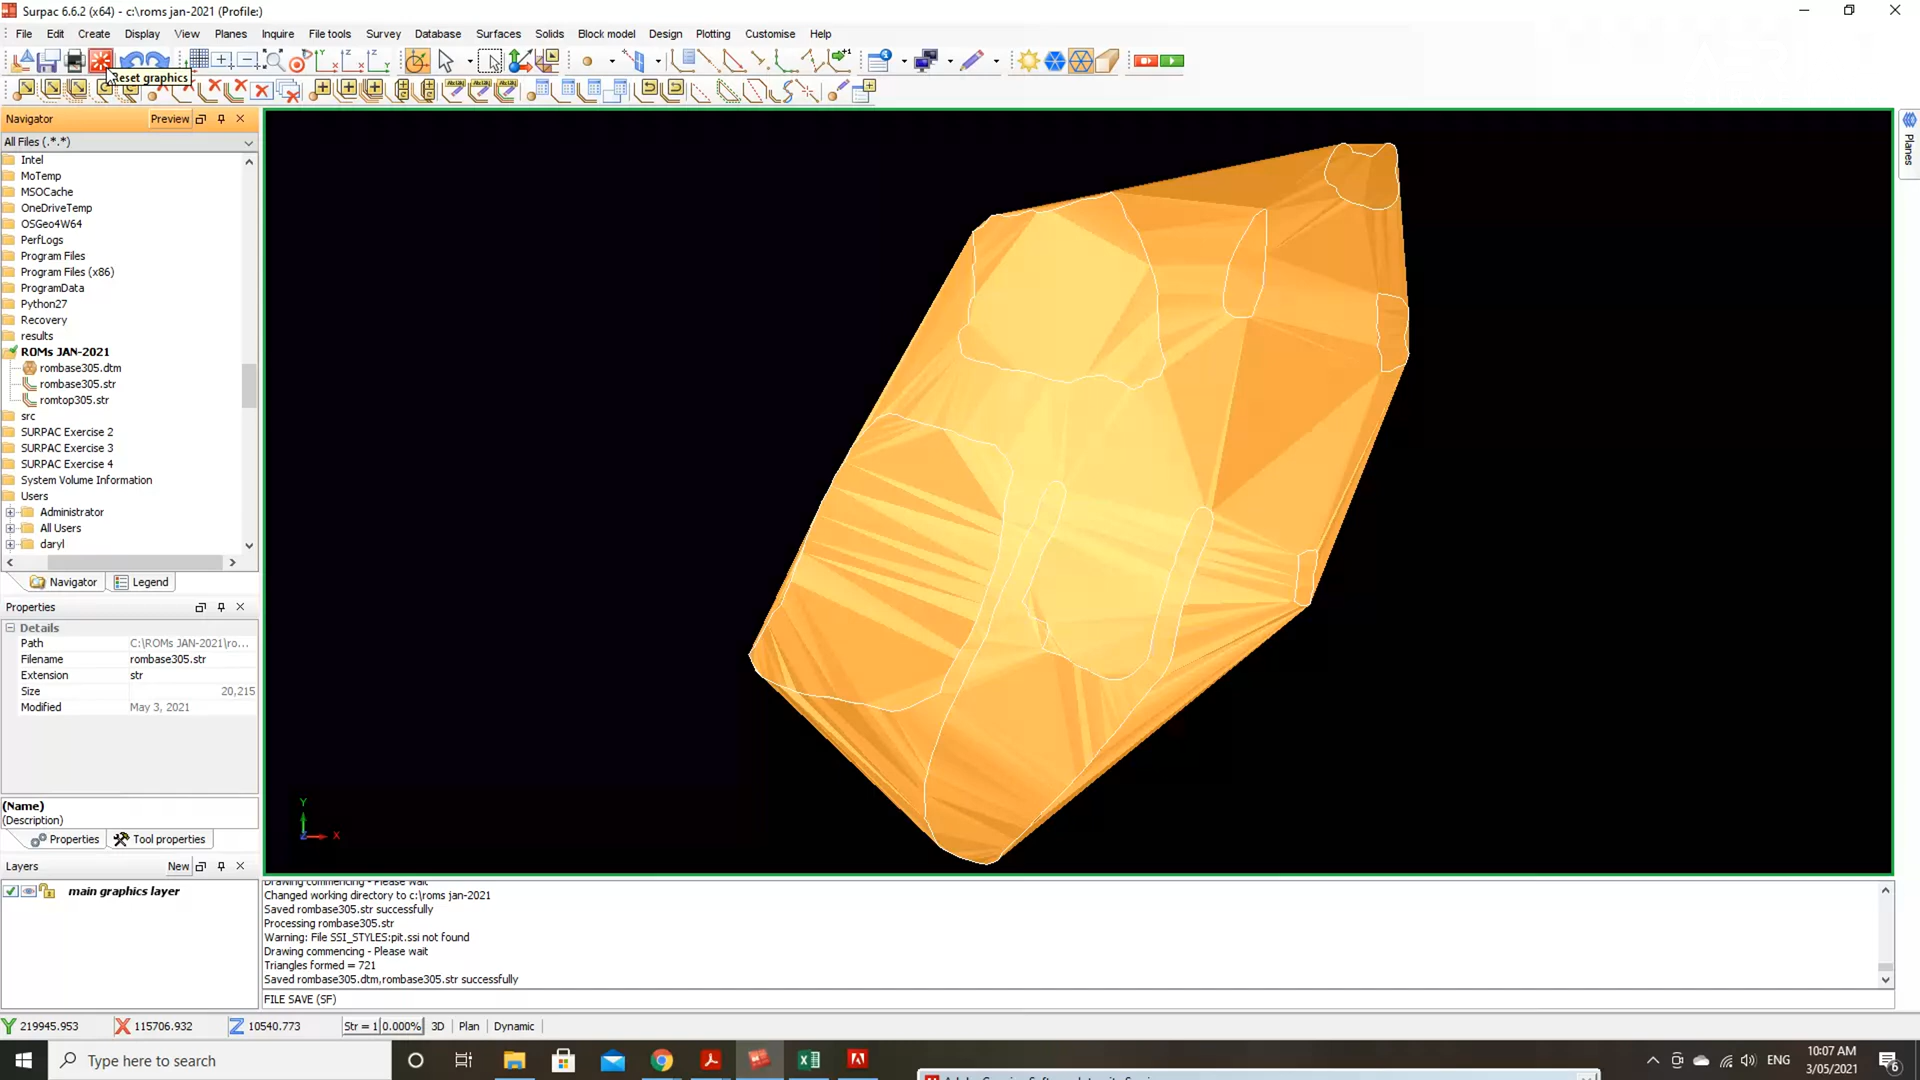 Surpac 6.6.2 (x64) - c:\roms jan-2021 (Profile:)
File Edit Create Display View Planes Inquire File tools Survey Database Surfaces Solids Block model Design Plotting Customise Help
Reset graphics
Navigator Preview
All Files (.*.*)
Intel
MoTemp
MSOCache
OneDriveTemp
OSGeo4W64
PerfLogs
Program Files
Program Files (x86)
ProgramData
Python27
Recovery
results
ROMs JAN-2021
rombase305.dtm
rombase305.str
romtop305.str
src
SURPAC Exercise 2
SURPAC Exercise 3
SURPAC Exercise 4
System Volume Information
Users
Administrator
All Users
daryl
Navigator Legend
Properties
Details
Path C:\ROMs JAN-2021\ro...
Filename rombase305.str
Extension str
Size 20,215
Modified May 3, 2021
(Name)
(Description)
Properties Tool properties
Layers New
main graphics layer
Planes
Y
X
Z
Drawing commencing - Please wait
Changed working directory to c:\roms jan-2021
Saved rombase305.str successfully
Processing rombase305.str
Warning: File SSI_STYLES:pit.ssi not found
Drawing commencing - Please wait
Triangles formed = 721
Saved rombase305.dtm,rombase305.str successfully
FILE SAVE (SF)
Y 219945.953 X 115706.932 Z 10540.773 Str = 1 0.000% 3D Plan Dynamic
Type here to search
ENG
10:07 AM
3/05/2021
6